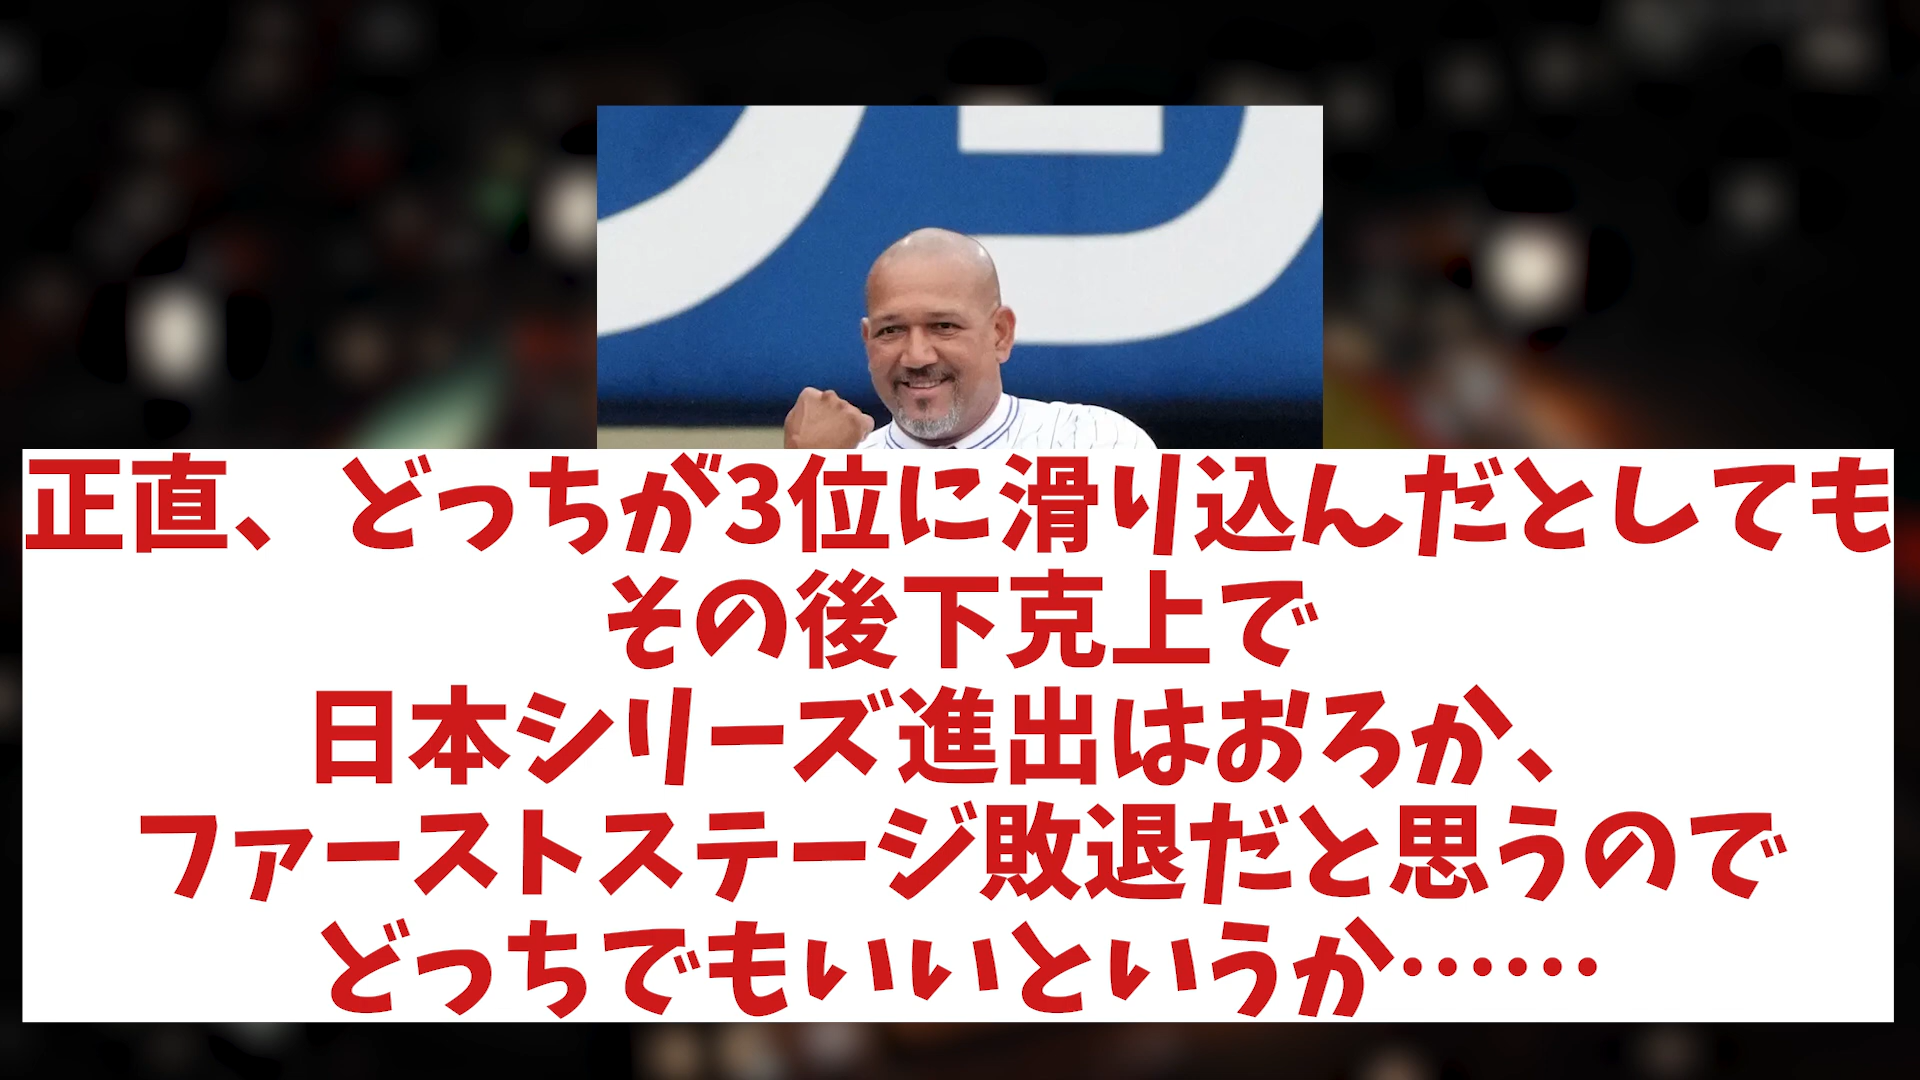 正直、どっちが3位に滑り込んだとしても
その後下克上で
日本シリーズ進出はおろか、
ファーストステージ敗退だと思うので
どっちでもいいというか……